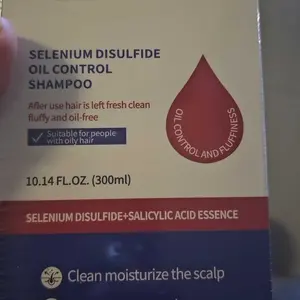 SELENIUM DISULFIDE
OIL CONTROL
SHAMPOO
After use hair is left fresh clean
fluffy and oil-free
Suitable for people
with oily hair
OIL CONTROL AND FLUFFINESS
10.14 FL.OZ. (300ml)
SELENIUM DISULFIDE+SALICYLIC ACID ESSENCE
Clean moisturize the scalp